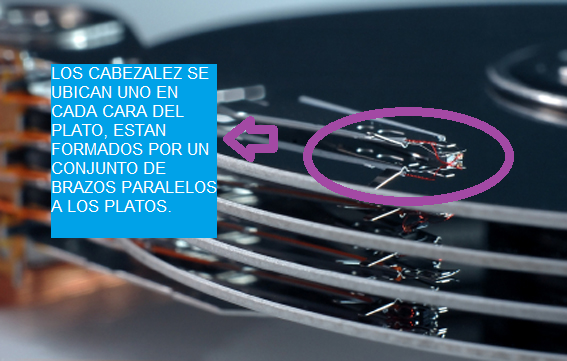 LOS CABEZALEZ SE
UBICAN UNO EN
CADA CARA DEL
PLATO, ESTAN
FORMADOS POR UN
CONJUNTO DE
BRAZOS PARALELOS
A LOS PLATOS.